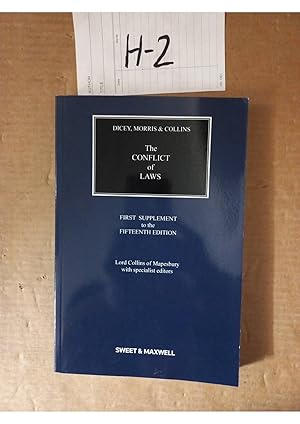 H-2
DICEY, MORRIS & COLLINS
The
CONFLICT
of
LAWS
FIRST SUPPLEMENT
to the
FIFTEENTH EDITION
Lord Collins of Mapesbury
with specialist editors
SWEET & MAXWELL